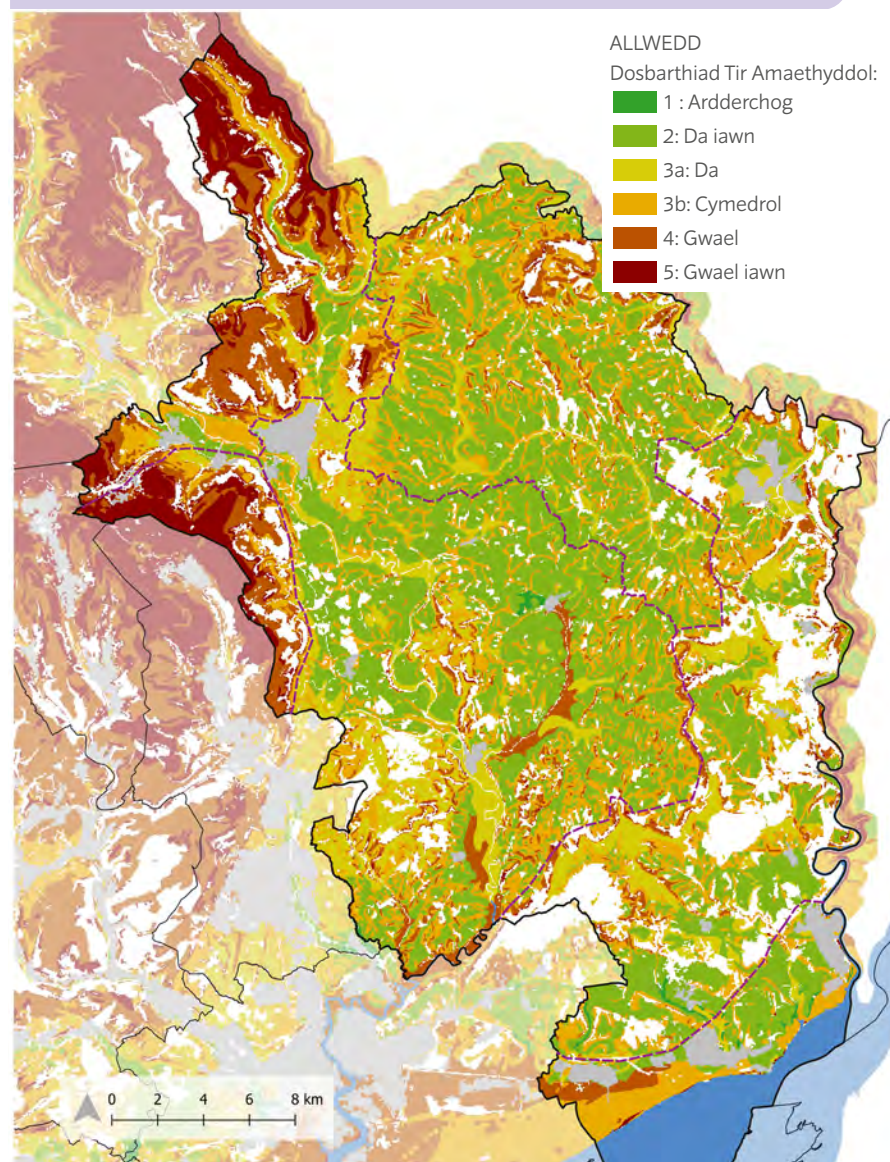 ALLWEDD
Dosbarthiad Tir Amaethyddol:
1 : Ardderchog
2: Da iawn
3a: Da
3b: Cymedrol
4: Gwael
5: Gwael iawn
0 2 4 6 8 km